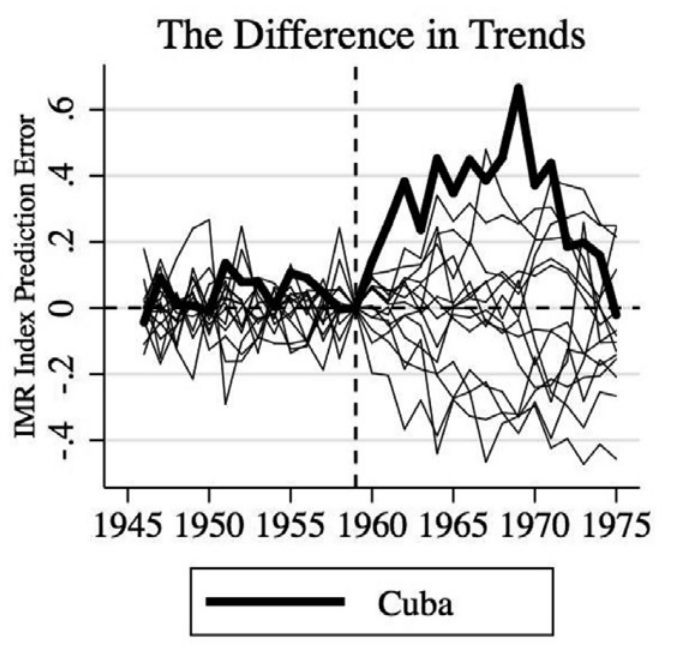 The Difference in Trends
IMR Index Prediction Error
.6
.4
.2
0
-.2
-.4
1945 1950 1955 1960 1965 1970 1975
Cuba